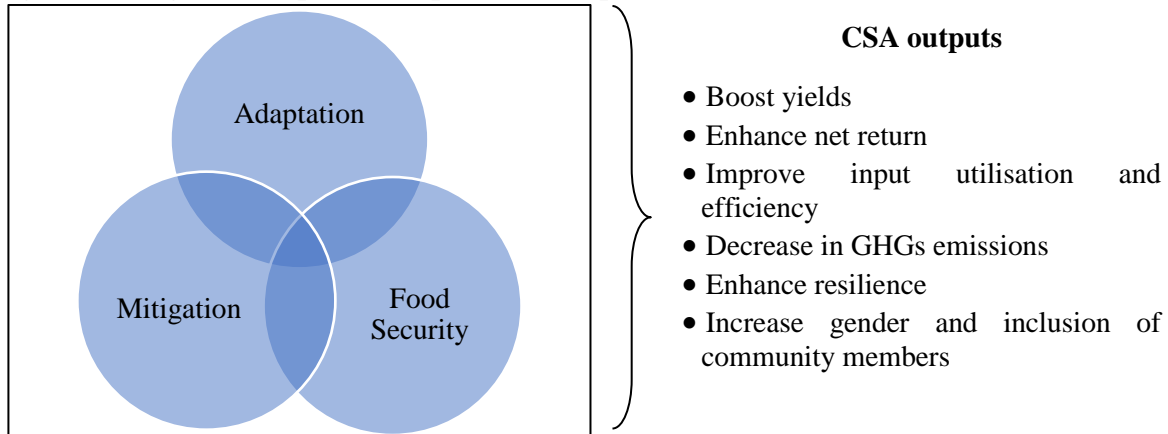 Adaptation
Mitigation
Food
Security
CSA outputs
• Boost yields
• Enhance net return
• Improve input utilisation and
efficiency
• Decrease in GHGs emissions
• Enhance resilience
• Increase gender and inclusion of
community members